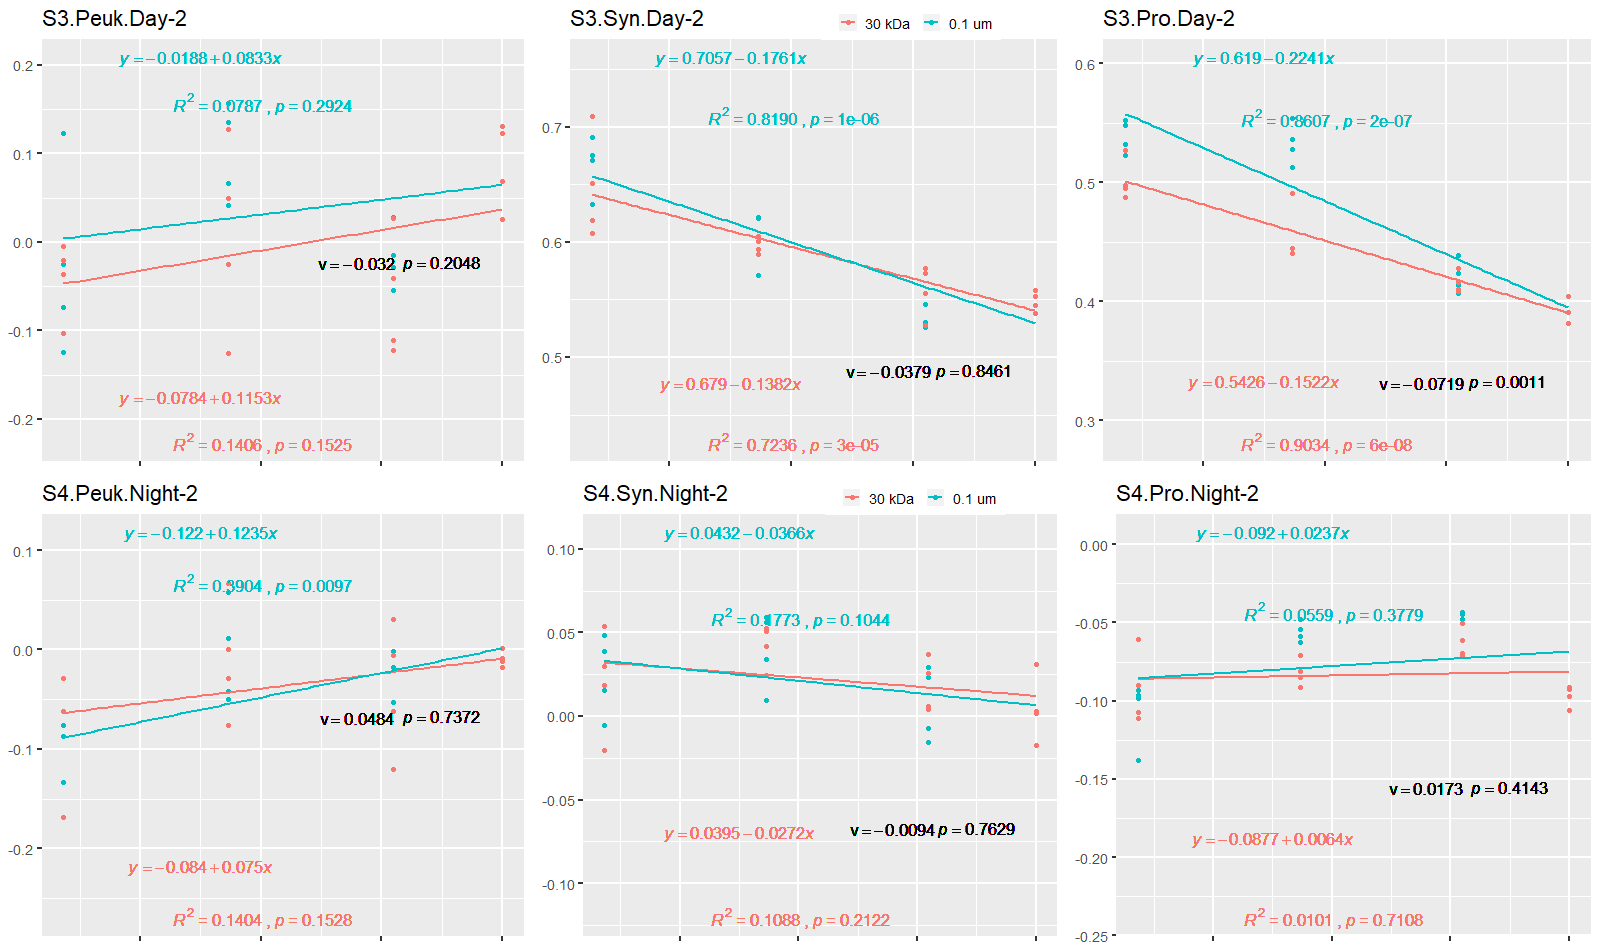 S3.Peuk.Day-2
y = −0.0188 + 0.0833x
R² = 0.0787 , p = 0.2924
0.2
0.1
0.0
-0.1
-0.2
v = −0.032 p = 0.2048
y = −0.0784 + 0.1153x
R² = 0.1406 , p = 0.1525
S3.Syn.Day-2
30 kDa 0.1 um
y = 0.7057 − 0.1761x
R² = 0.8190 , p = 1e−06
0.7
0.6
0.5
v = −0.0379 p = 0.8461
y = 0.679 − 0.1382x
R² = 0.7236 , p = 3e−05
S3.Pro.Day-2
y = 0.619 − 0.2241x
R² = 0.8607 , p = 2e−07
0.6
0.5
0.4
0.3
v = −0.0719 p = 0.0011
y = 0.5426 − 0.1522x
R² = 0.9034 , p = 6e−08
S4.Peuk.Night-2
y = −0.122 + 0.1235x
R² = 0.3904 , p = 0.0097
0.1
0.0
-0.1
-0.2
v = 0.0484 p = 0.7372
y = −0.084 + 0.075x
R² = 0.1404 , p = 0.1528
S4.Syn.Night-2
30 kDa 0.1 um
y = 0.0432 − 0.0366x
R² = 0.1773 , p = 0.1044
0.10
0.05
0.00
-0.05
-0.10
v = −0.0094 p = 0.7629
y = 0.0395 − 0.0272x
R² = 0.1088 , p = 0.2122
S4.Pro.Night-2
y = −0.092 + 0.0237x
R² = 0.0559 , p = 0.3779
0.00
-0.05
-0.10
-0.15
-0.20
-0.25
v = 0.0173 p = 0.4143
y = −0.0877 + 0.0064x
R² = 0.0101 , p = 0.7108